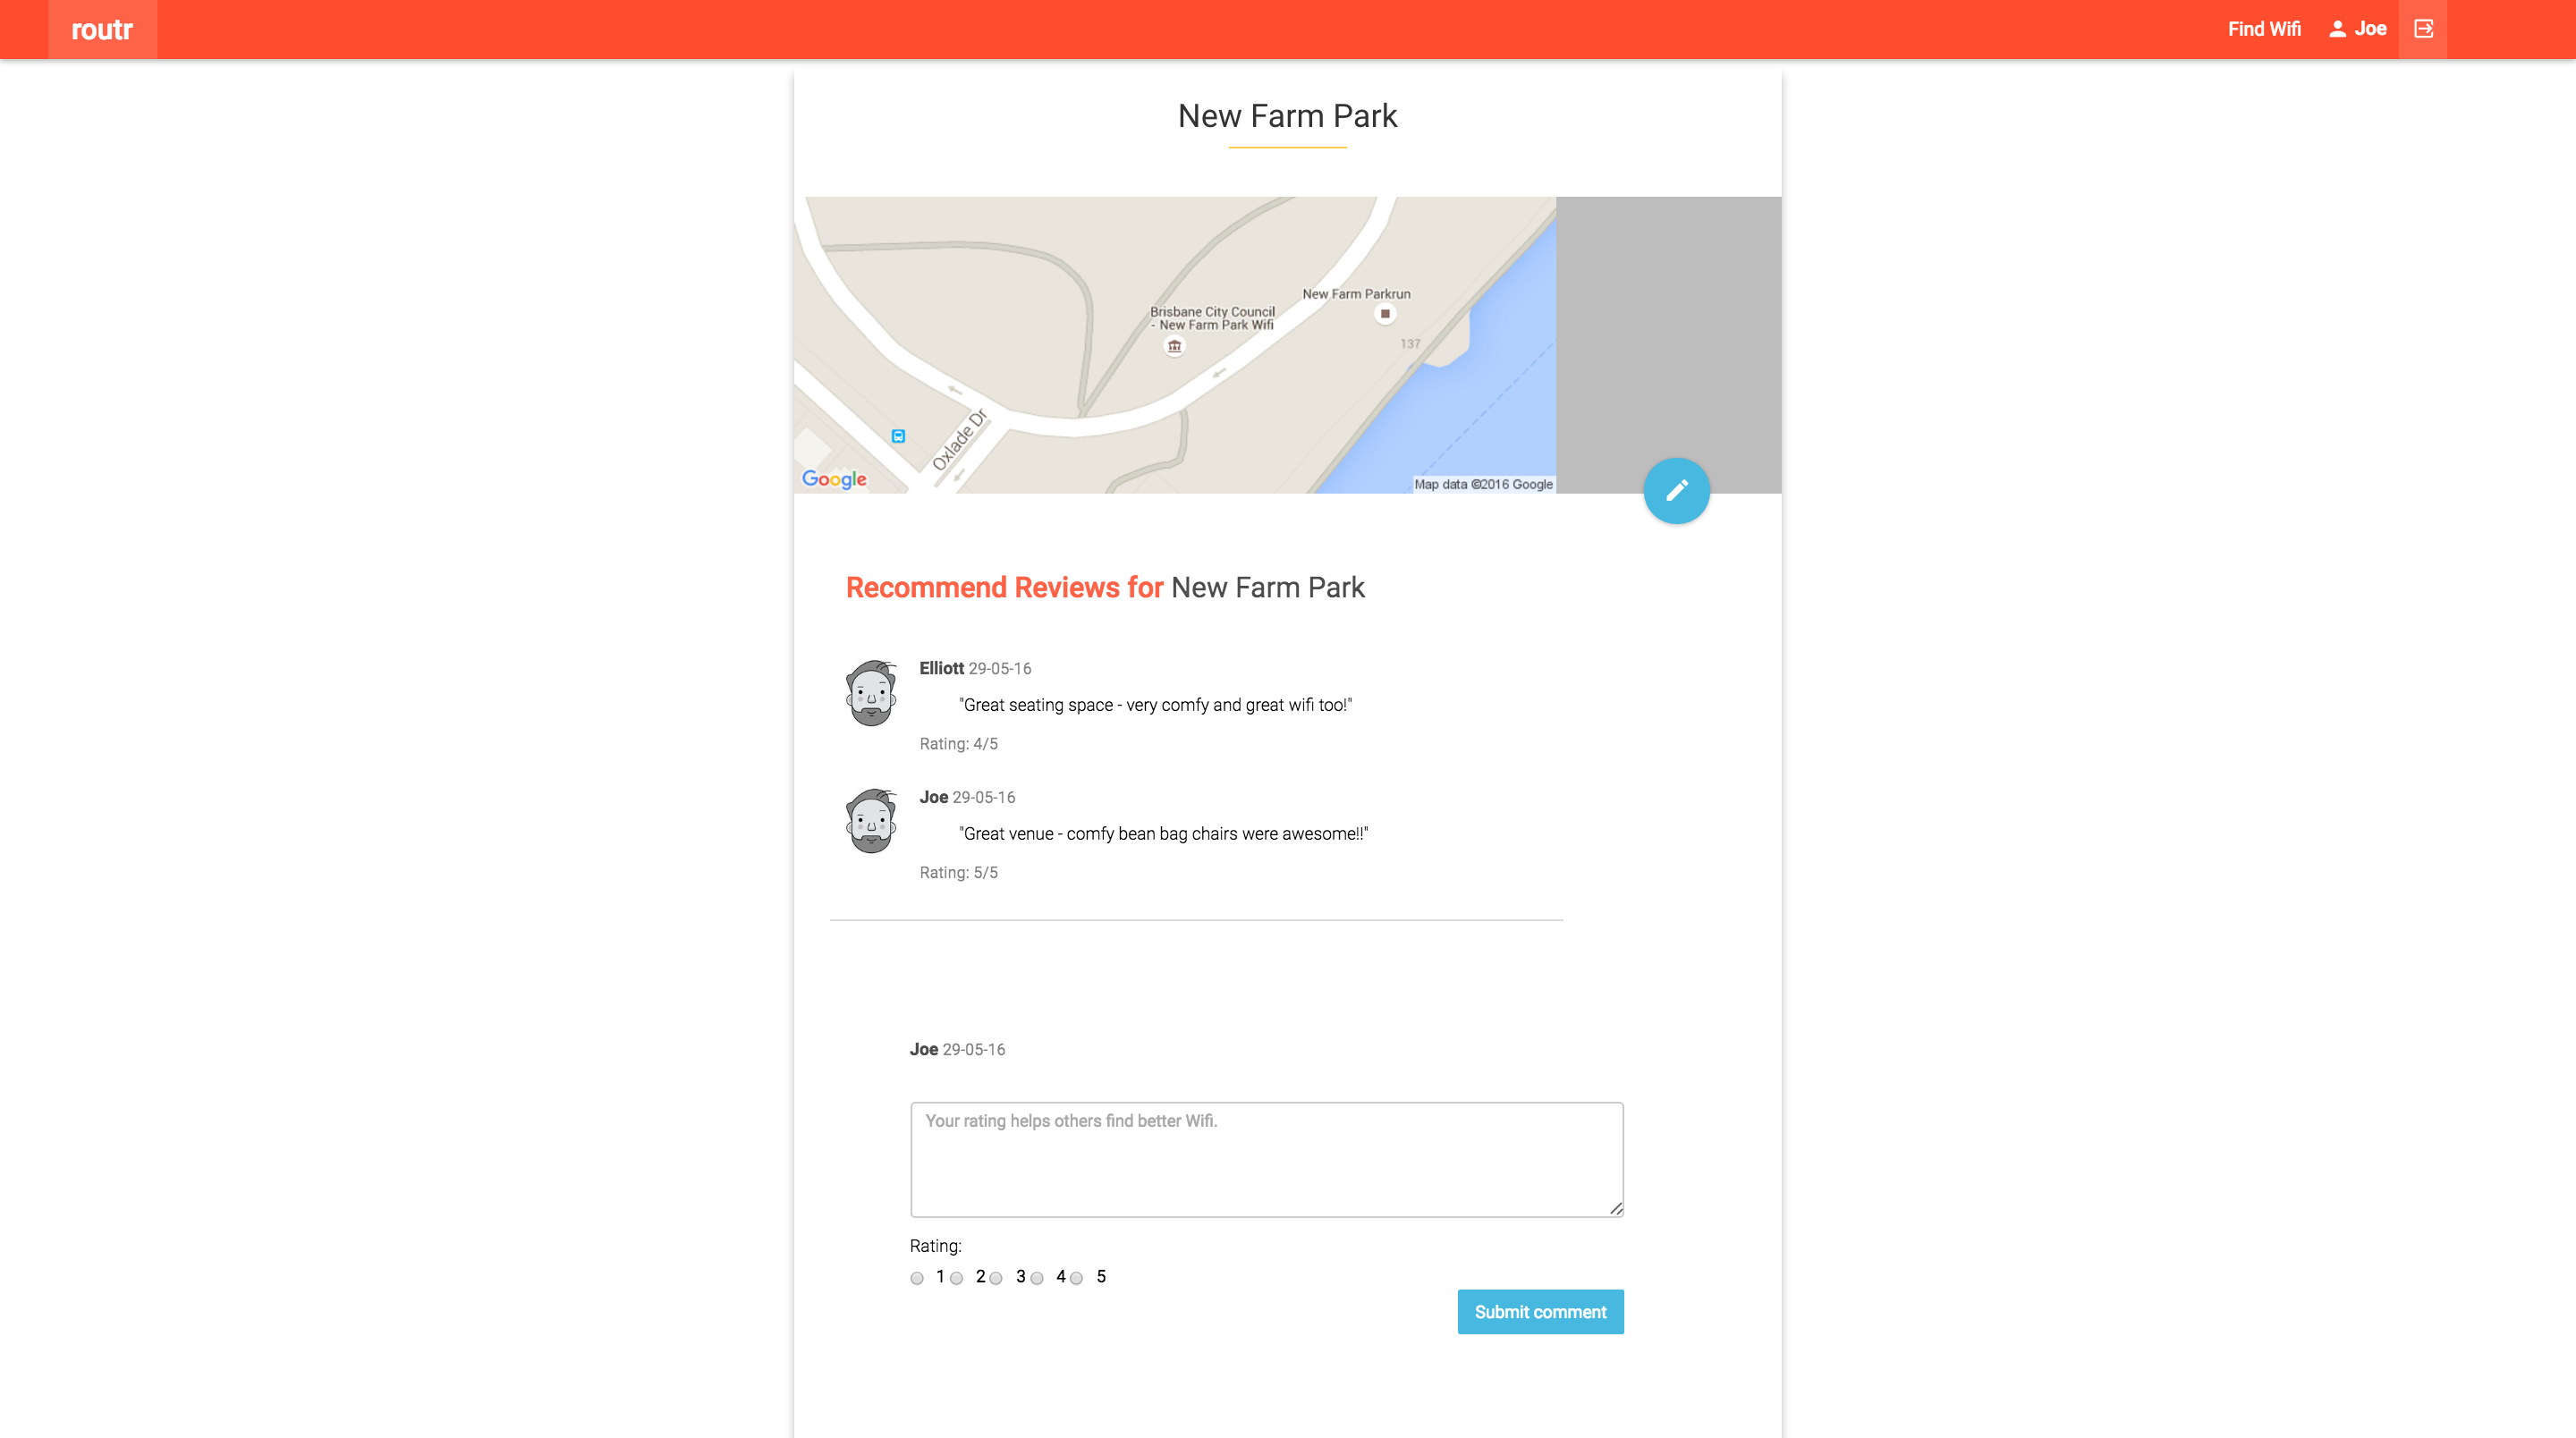 routr
Find Wifi
Joe
New Farm Park
New Farm Parkrun
Brisbane City Council
- New Farm Park Wifi
137
Oxlade Dr
Google
Map data ©2016 Google
Recommend Reviews for New Farm Park
Elliott 29-05-16
"Great seating space - very comfy and great wifi too!"
Rating: 4/5
Joe 29-05-16
"Great venue - comfy bean bag chairs were awesome!!"
Rating: 5/5
Joe 29-05-16
Your rating helps others find better Wifi.
Rating:
1 2 3 4 5
Submit comment